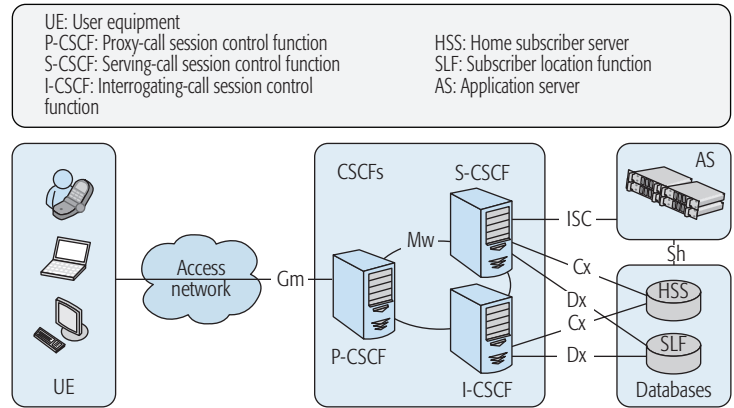 UE: User equipment
P-CSCF: Proxy-call session control function
S-CSCF: Serving-call session control function
I-CSCF: Interrogating-call session control
function
HSS: Home subscriber server
SLF: Subscriber location function
AS: Application server
CSCFs
S-CSCF
AS
ISC
Mw
Sh
Access
network
Gm
Cx
HSS
Dx
Cx
SLF
P-CSCF
Dx
UE
I-CSCF
Databases